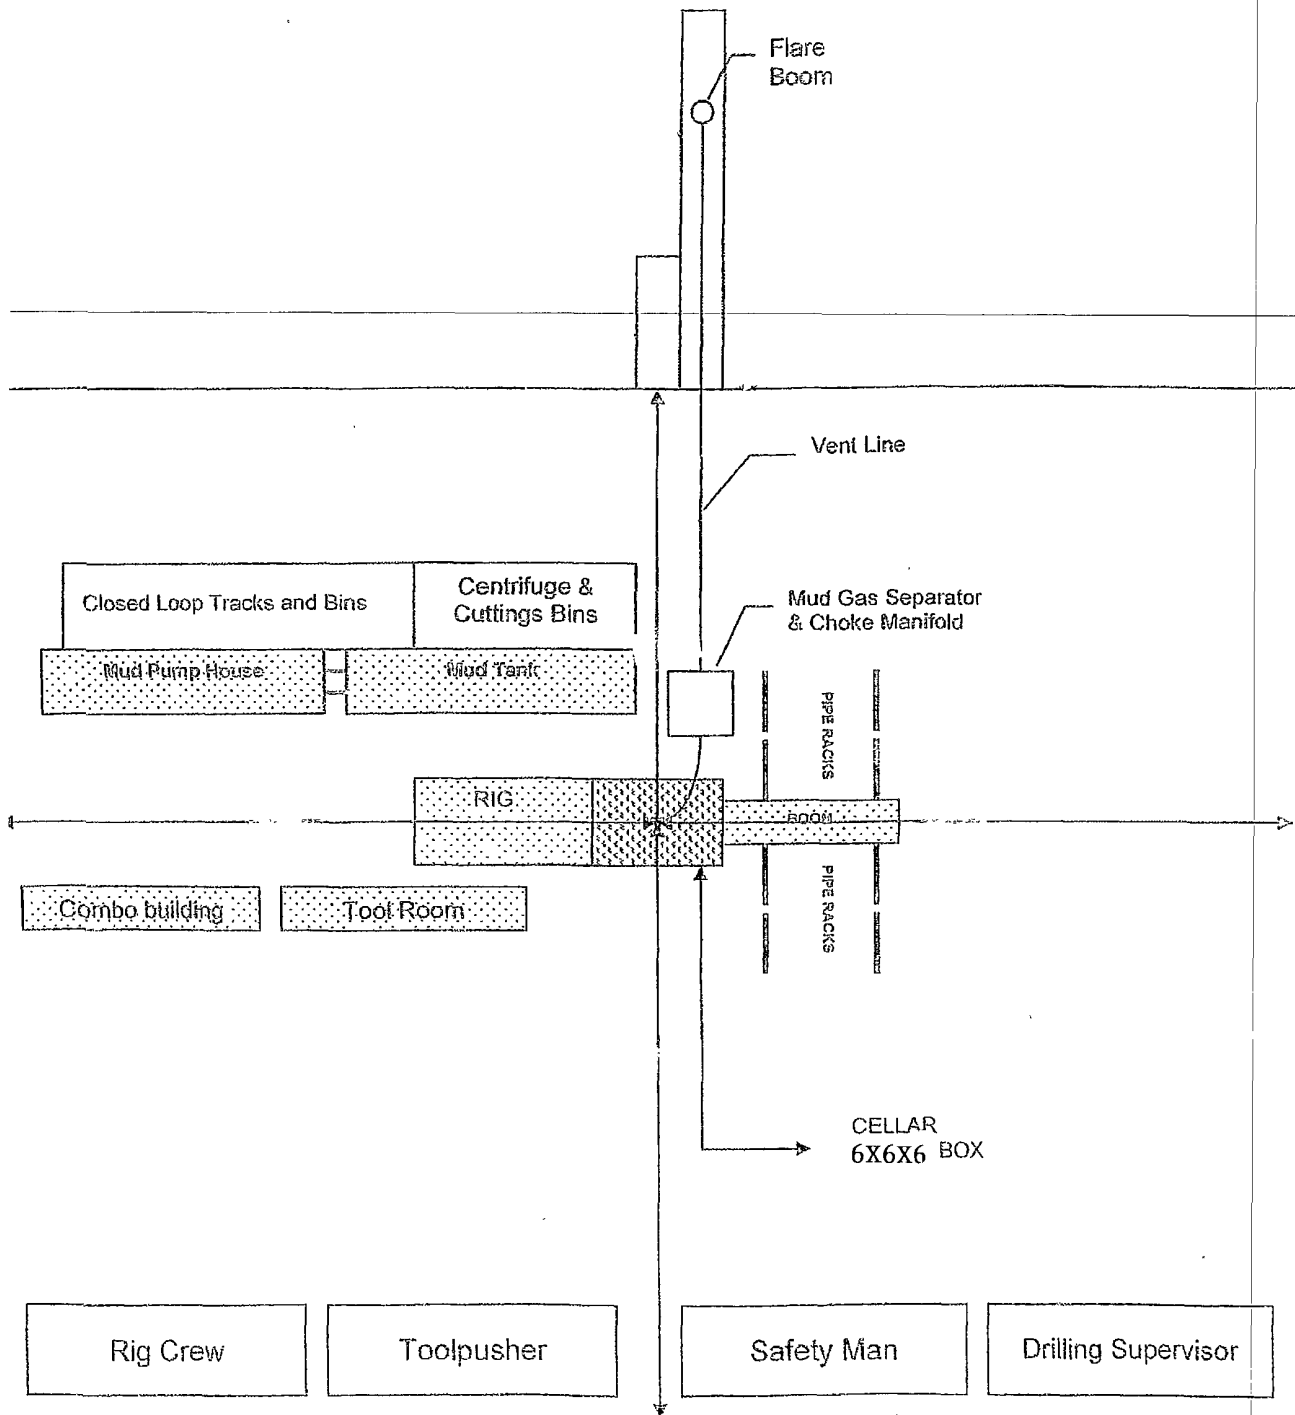 Flare
Boom
Vent Line
Closed Loop Tracks and Bins
Centrifuge &
Cuttings Bins
Mud Gas Separator
& Choke Manifold
Mud Pump House
Mud Tank
PIPE RACKS
RIG
ROOM
PIPE RACKS
Combo building
Tool Room
CELLAR
6X6X6 BOX
Rig Crew
Toolpusher
Safety Man
Drilling Supervisor